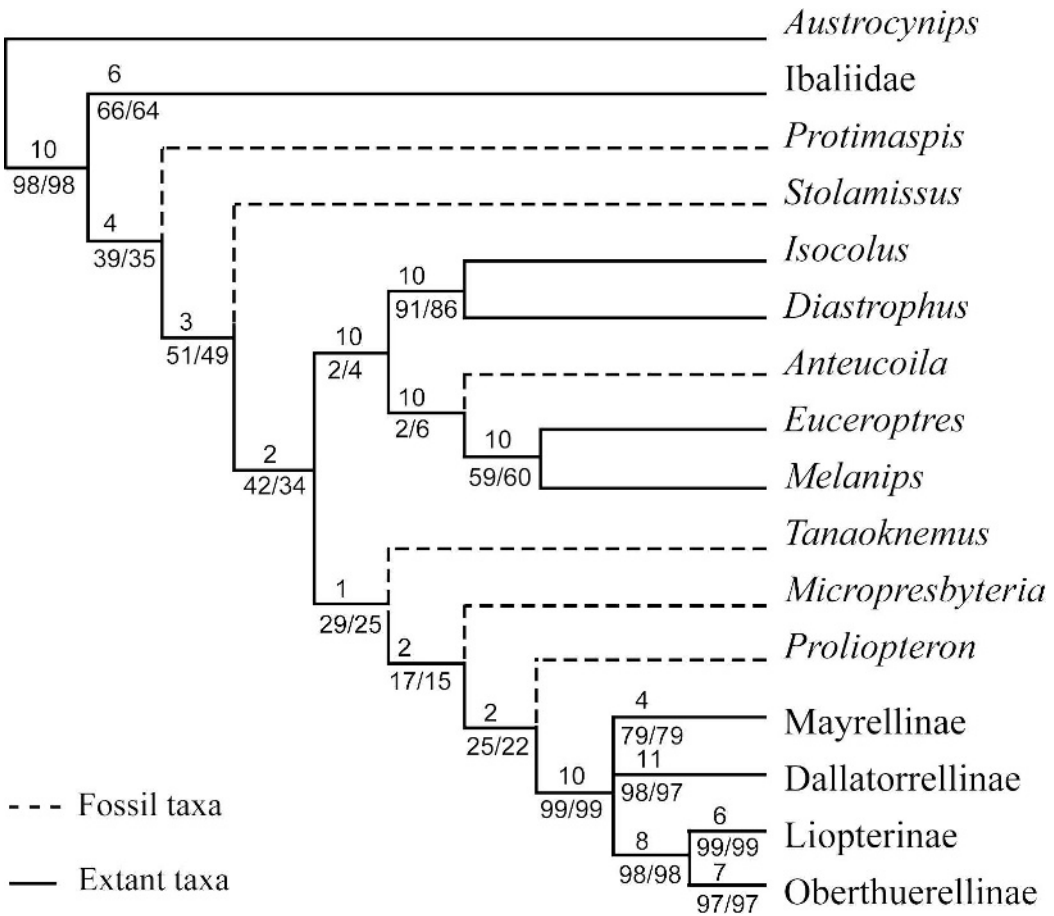 Austrocynips
6
Ibaliidae
66/64
Protimaspis
10
98/98
Stolamissus
4
39/35
Isocolus
10
91/86
Diastrophus
3
51/49
10
2/4
Anteucoila
10
2/6
Euceroptres
10
59/60
Melanips
2
42/34
Tanaoknemus
1
29/25
Micropresbyteria
2
17/15
Proliopteron
2
25/22
4
Mayrellinae
79/79
11
10
Dallatorrellinae
98/97
99/99
Fossil taxa
6
8
Liopterinae
99/99
98/98
7
Extant taxa
Oberthuerellinae
97/97